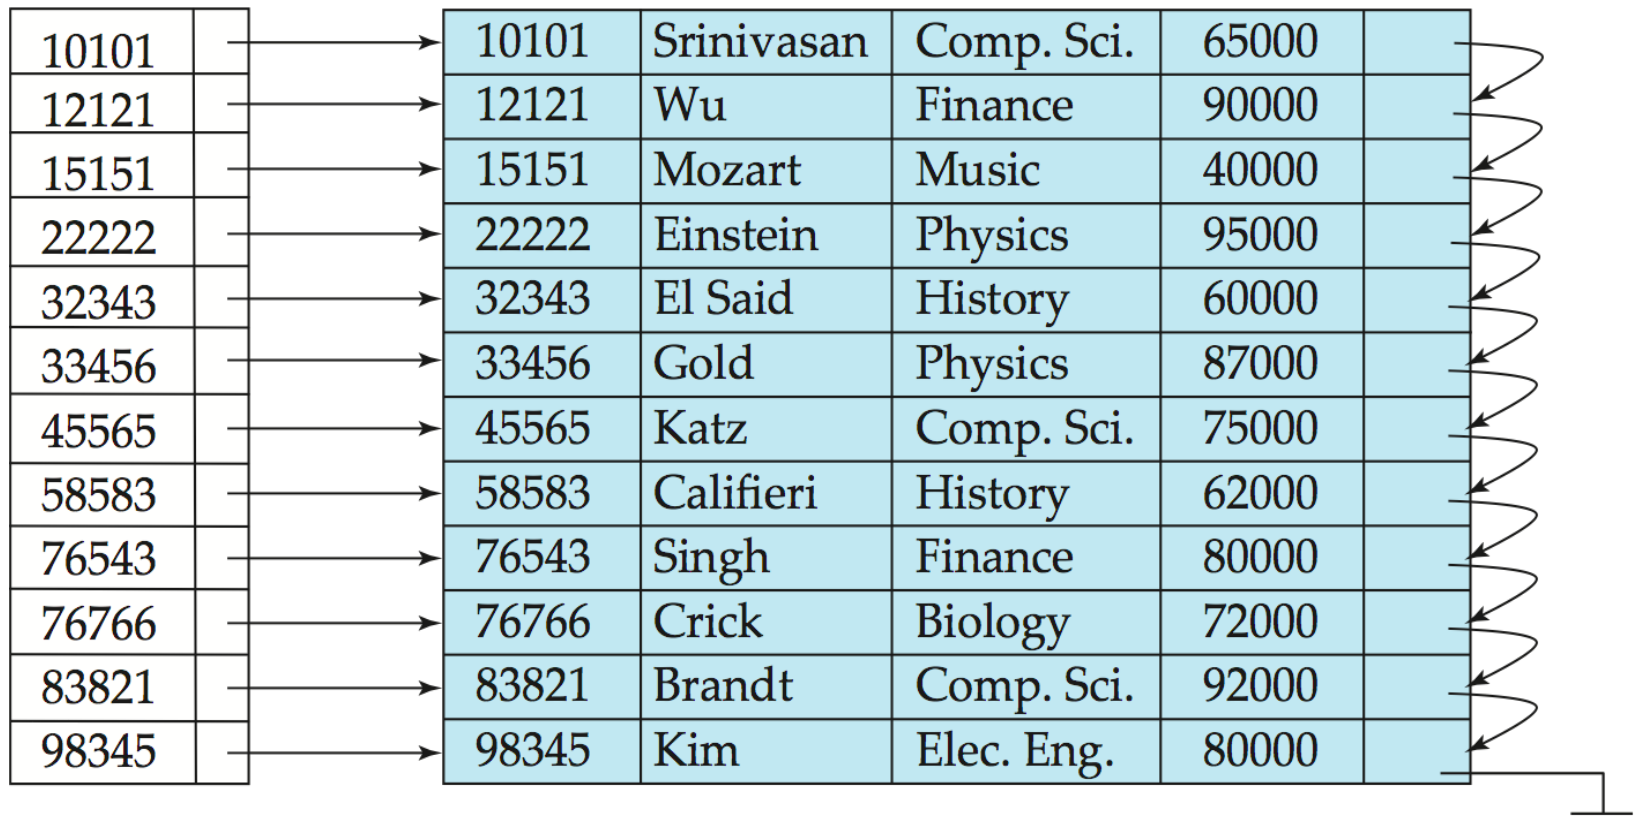 10101 10101 Srinivasan Comp. Sci. 65000
12121 12121 Wu Finance 90000
15151 15151 Mozart Music 40000
22222 22222 Einstein Physics 95000
32343 32343 El Said History 60000
33456 33456 Gold Physics 87000
45565 45565 Katz Comp. Sci. 75000
58583 58583 Califieri History 62000
76543 76543 Singh Finance 80000
76766 76766 Crick Biology 72000
83821 83821 Brandt Comp. Sci. 92000
98345 98345 Kim Elec. Eng. 80000